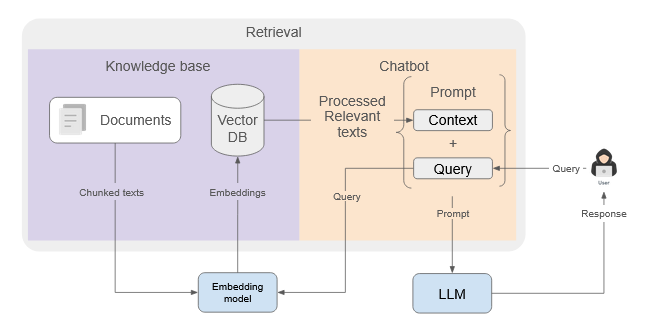 Retrieval
Knowledge base
Chatbot
Documents
Vector
DB
Processed
Relevant
texts
Prompt
Context
+
Query
Query
User
Chunked texts
Embeddings
Query
Prompt
Response
Embedding
model
LLM